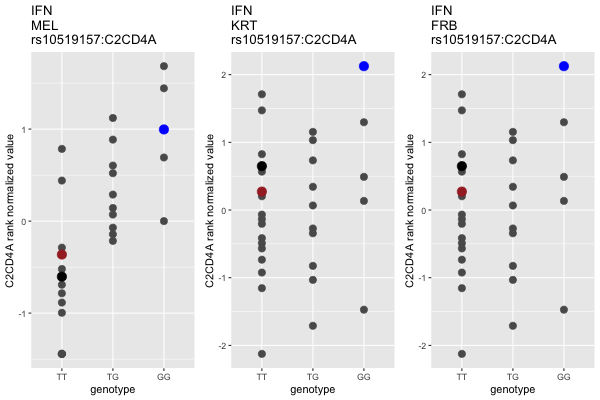 IFN
MEL
rs10519157:C2CD4A
C2CD4A rank normalized value
1
0
-1
TT
TG
GG
genotype
IFN
KRT
rs10519157:C2CD4A
C2CD4A rank normalized value
2
1
0
-1
-2
TT
TG
GG
genotype
IFN
FRB
rs10519157:C2CD4A
C2CD4A rank normalized value
2
1
0
-1
-2
TT
TG
GG
genotype